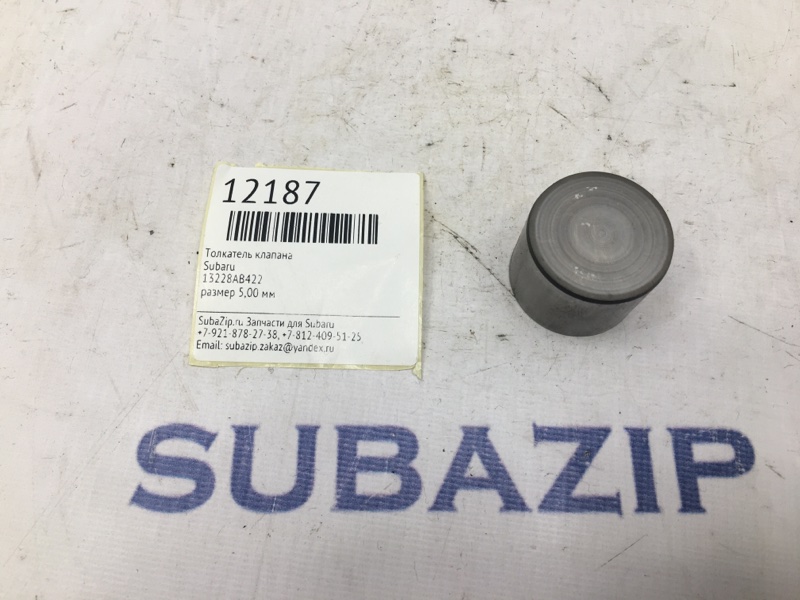 12187
Толкатель клапана
Subaru
13228AB422
размер 5,00 мм
SubaZip.ru. Запчасти для Subaru
+7-921-878-27-38, +7-812-409-51-25
Email: subazip.zakaz@yandex.ru
SUBAZIP